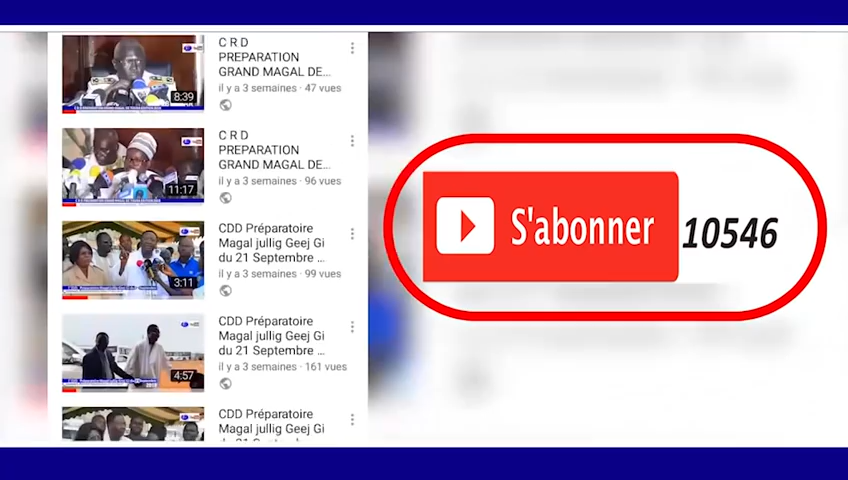 C R D
PREPARATION
GRAND MAGAL DE...
il y a 3 semaines · 47 vues
8:39
C R D
PREPARATION
GRAND MAGAL DE...
il y a 3 semaines · 96 vues
11:17
CDD Préparatoire
Magal jullig Geej Gi
du 21 Septembre ...
il y a 3 semaines · 99 vues
3:11
CDD Préparatoire
Magal jullig Geej Gi
du 21 Septembre ...
il y a 3 semaines · 161 vues
4:57
CDD Préparatoire
Magal jullig Geej Gi
du 21 Septembre ...
S'abonner
10546